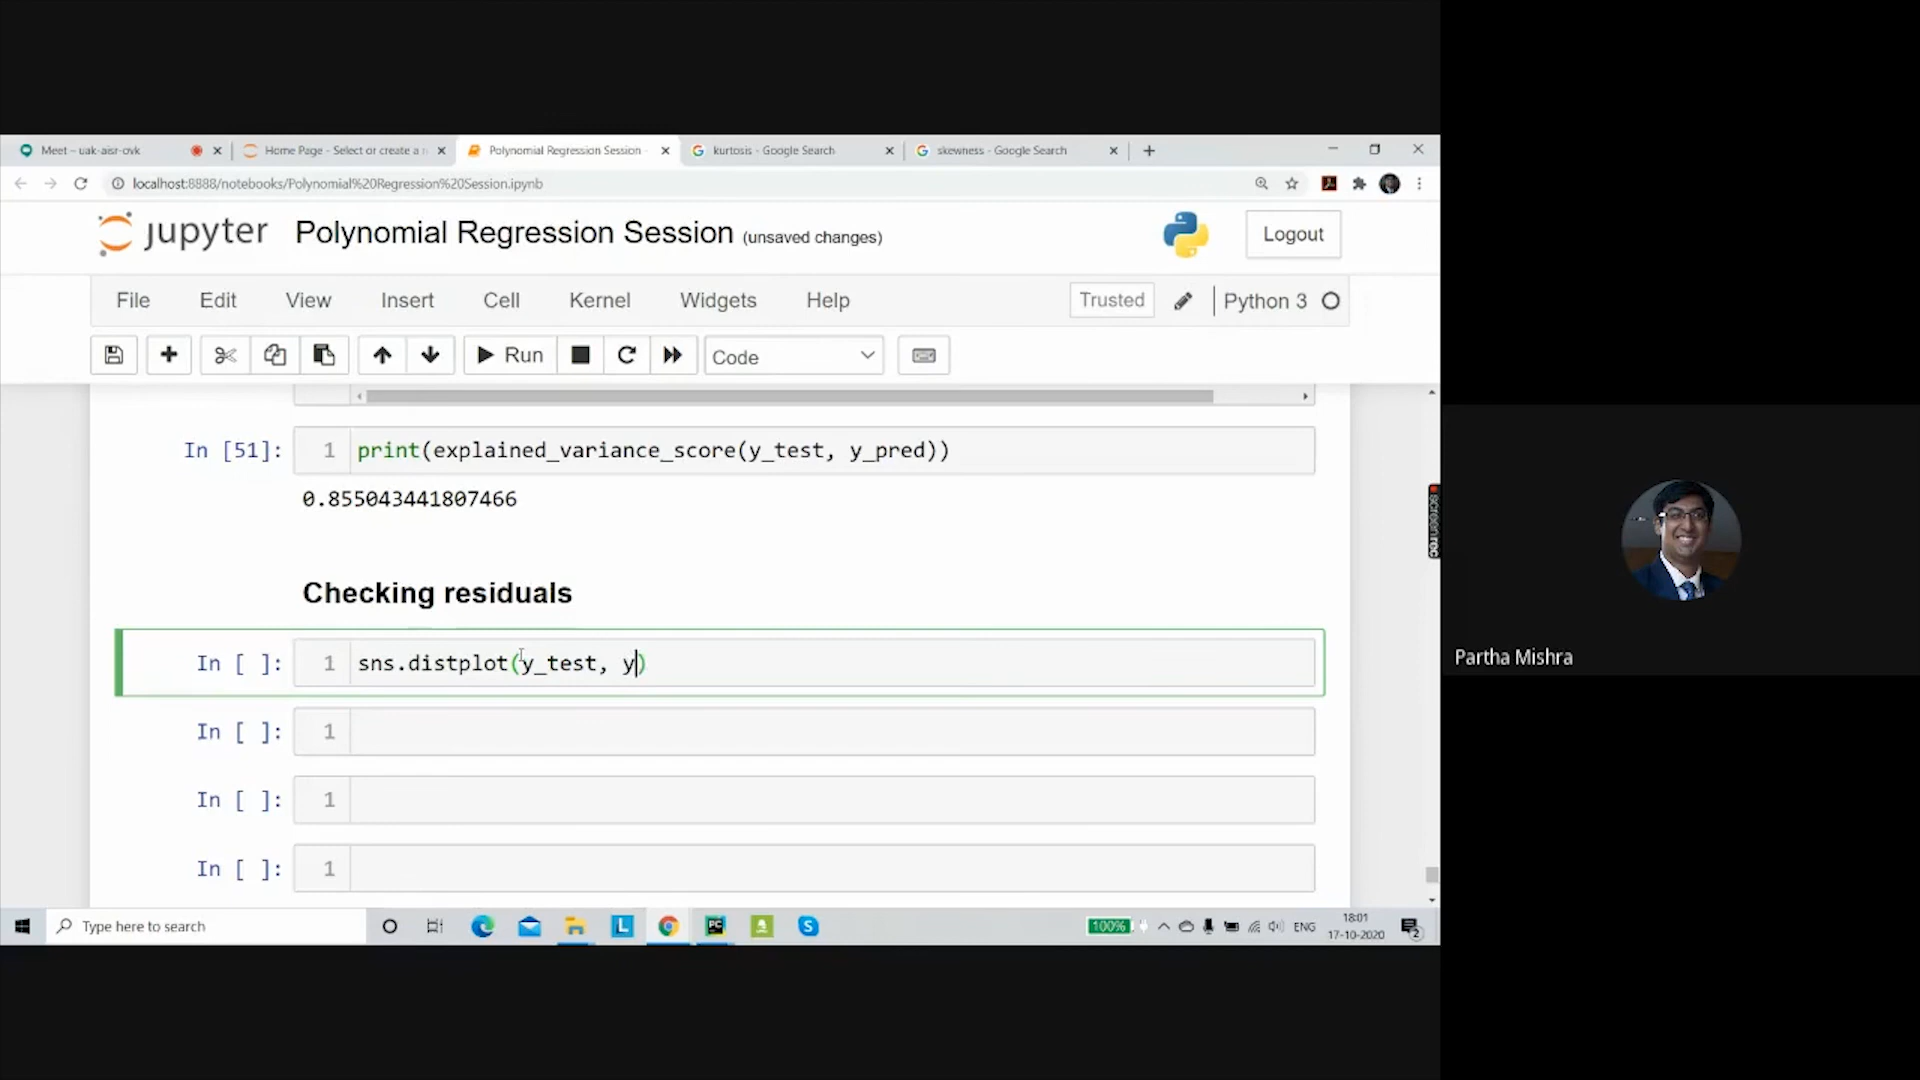 Meet – uak-aisr-ovk
Home Page - Select or create a n
Polynomial Regression Session -
kurtosis - Google Search
skewness - Google Search
localhost:8888/notebooks/Polynomial%20Regression%20Session.ipynb
jupyter
Polynomial Regression Session (unsaved changes)
Logout
File
Edit
View
Insert
Cell
Kernel
Widgets
Help
Trusted
Python 3
Run
Code
In [51]:
1 print(explained_variance_score(y_test, y_pred))
0.855043441807466
Checking residuals
In [ ]:
1 sns.distplot(y_test, y)
In [ ]:
1
In [ ]:
1
In [ ]:
1
screenrec
Partha Mishra
Type here to search
L
PC
S
100%
ENG
18:01
17-10-2020
2